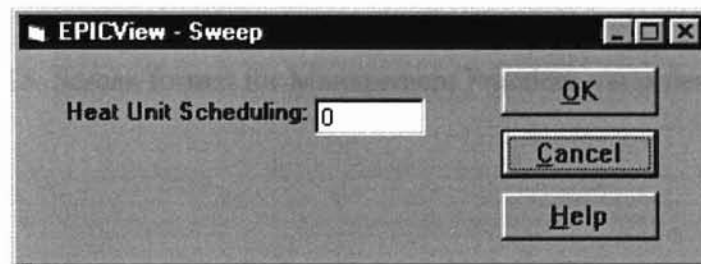 EPICView - Sweep
Heat Unit Scheduling: 0
OK
Cancel
Help